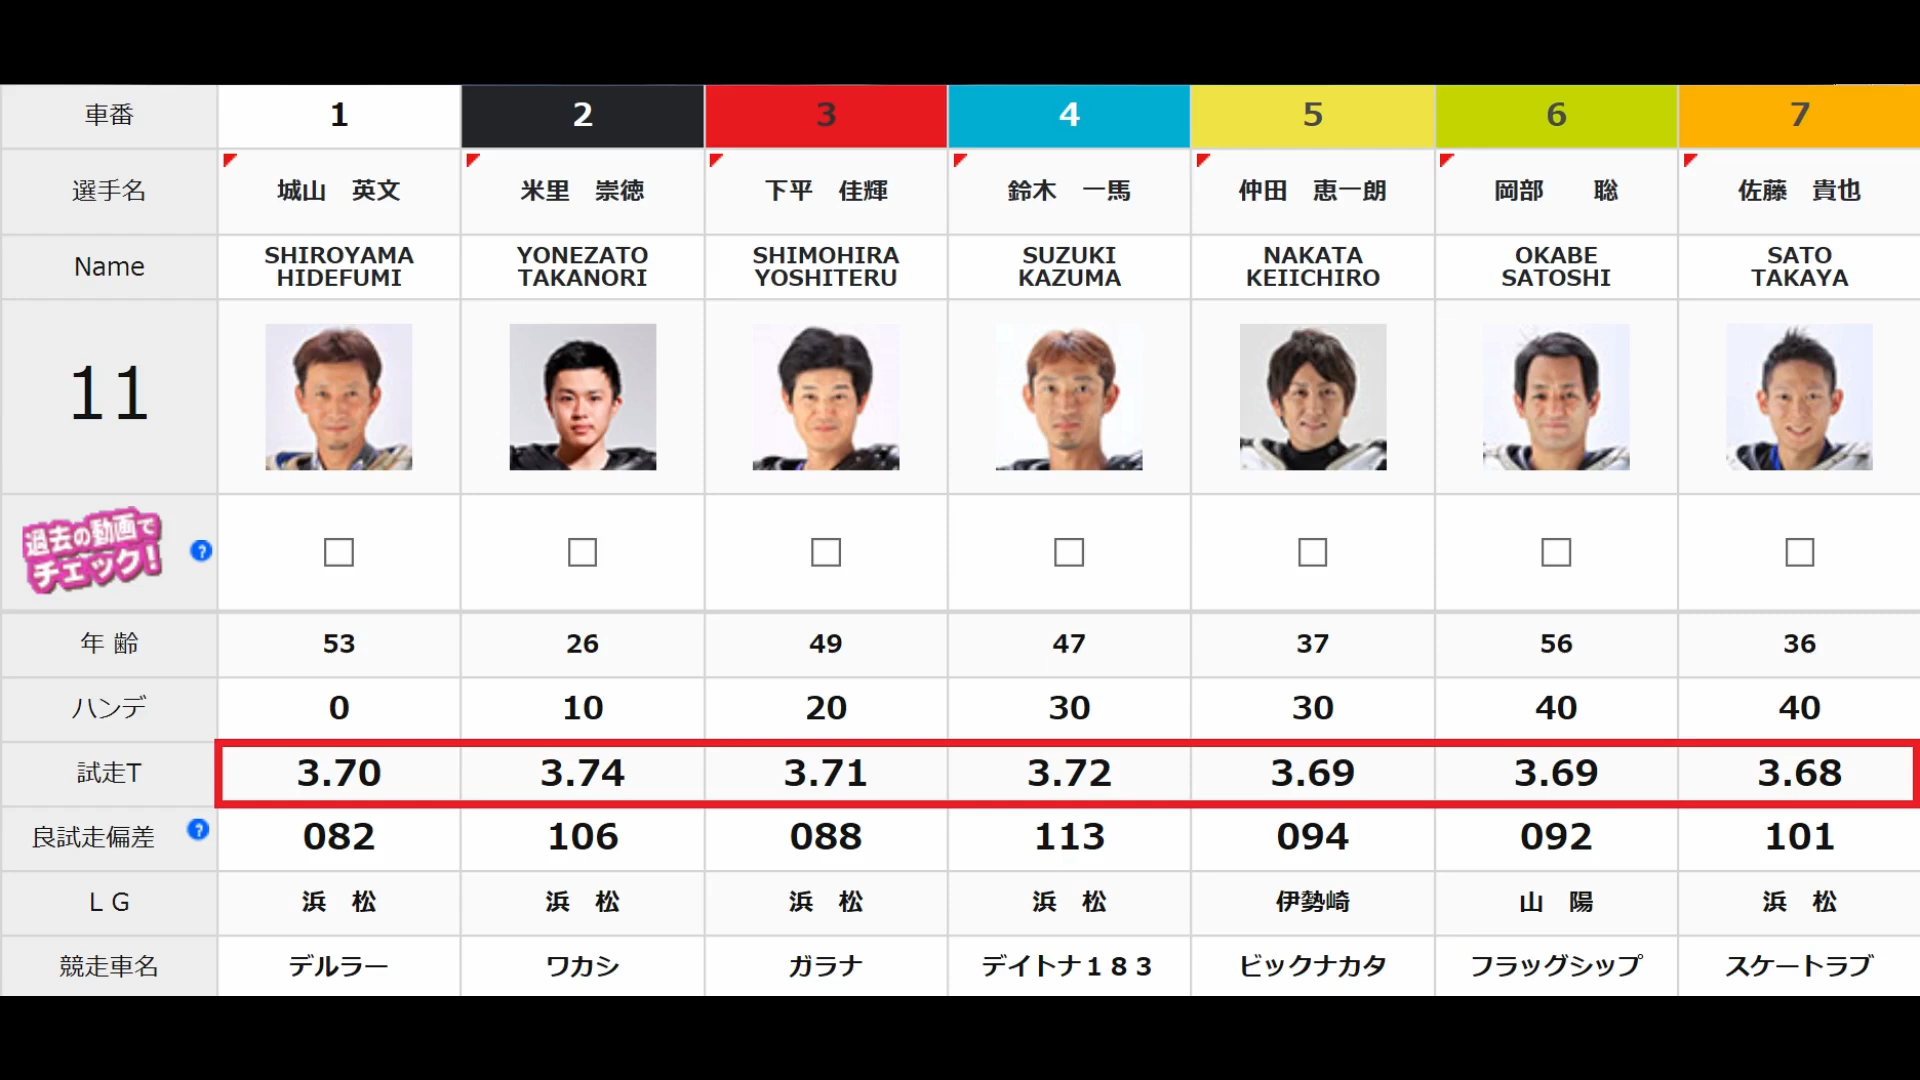 車番 1 2 3 4 5 6 7
選手名 城山　英文 米里　崇徳 下平　佳輝 鈴木　一馬 仲田　恵一朗 岡部　　聡 佐藤　貴也
Name SHIROYAMA HIDEFUMI YONEZATO TAKANORI SHIMOHIRA YOSHITERU SUZUKI KAZUMA NAKATA KEIICHIRO OKABE SATOSHI SATO TAKAYA
11
過去の動画で
チェック! ?
年 齢 53 26 49 47 37 56 36
ハンデ 0 10 20 30 30 40 40
試走T 3.70 3.74 3.71 3.72 3.69 3.69 3.68
良試走偏差 ? 082 106 088 113 094 092 101
ＬＧ 浜　松 浜　松 浜　松 浜　松 伊勢崎 山　陽 浜　松
競走車名 デルラー ワカシ ガラナ デイトナ１８３ ビックナカタ フラッグシップ スケートラブ